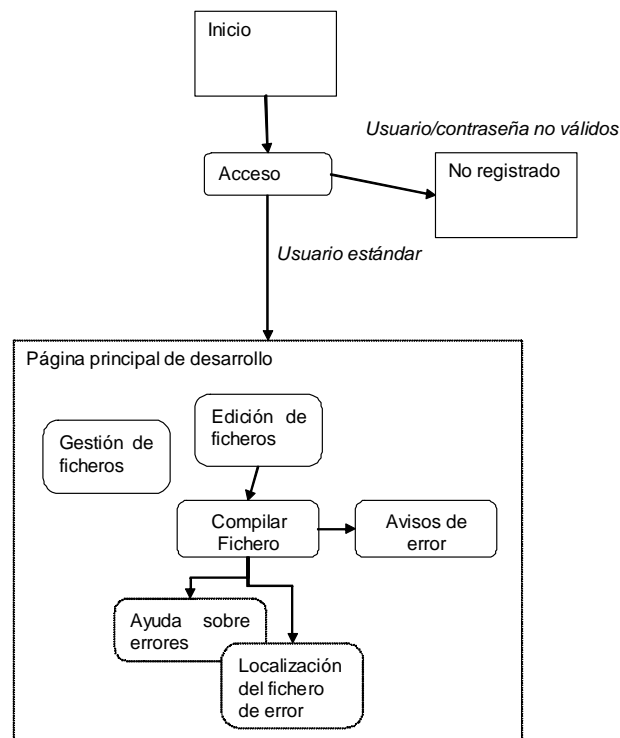 Inicio
Usuario/contraseña no válidos
Acceso
No registrado
Usuario estándar
Página principal de desarrollo
Edición de
ficheros
Gestión de
ficheros
Compilar
Fichero
Avisos de
error
Ayuda sobre
errores
Localización
del fichero
de error